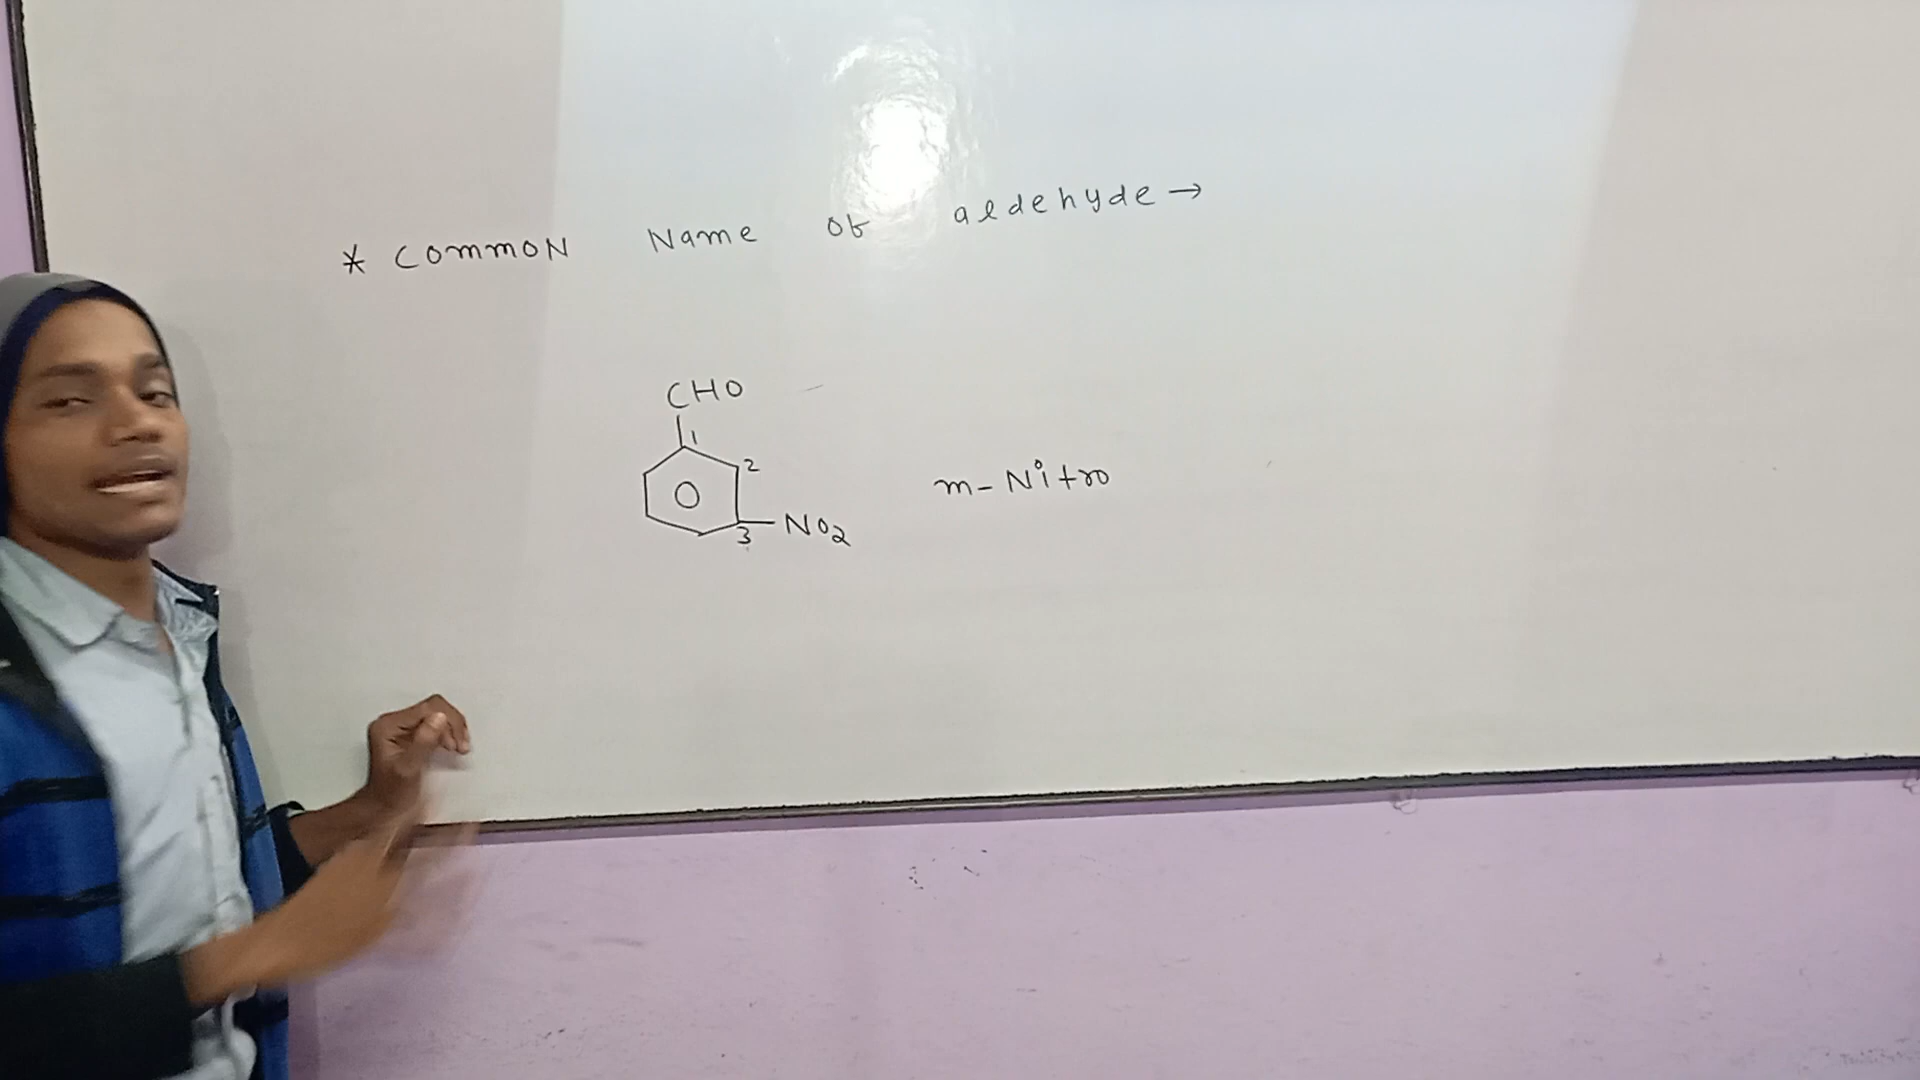 * Common Name of aldehyde →
CHO
1
2
3
NO2
m-Nitro